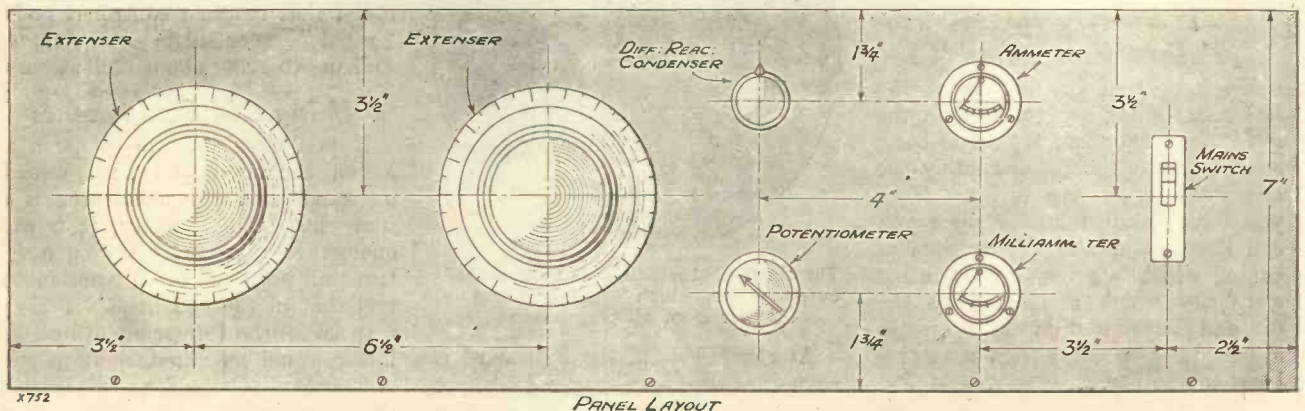 EXTENSER
EXTENSER
DIFF: REAC:
CONDENSER
AMMETER
MAINS
SWITCH
POTENTIOMETER
MILLIAMM TER
3½"
1¾"
3½"
7"
4"
3½"
6½"
1¾"
3½"
2½"
X752
PANEL LAYOUT